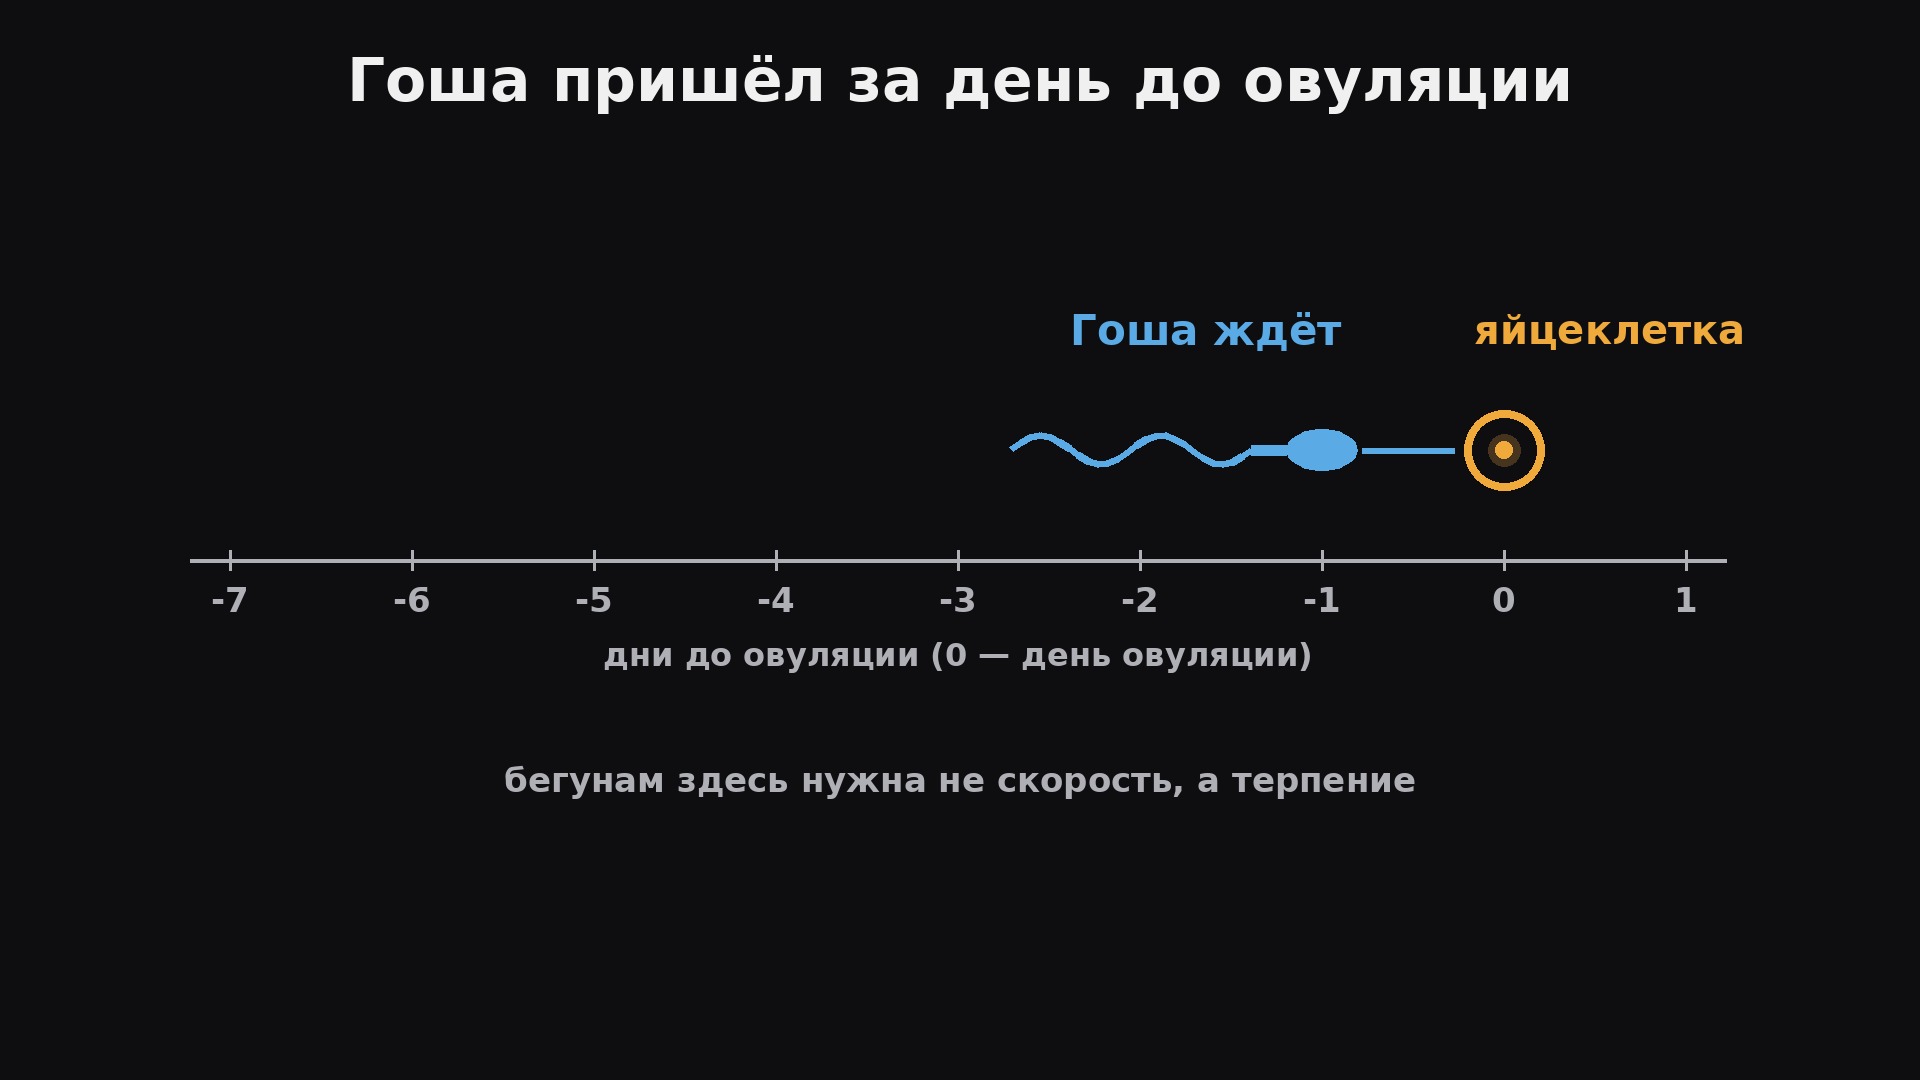 Гоша пришёл за день до овуляции
Гоша ждёт
яйцеклетка
-7 -6 -5 -4 -3 -2 -1 0 1
дни до овуляции (0 — день овуляции)
бегунам здесь нужна не скорость, а терпение